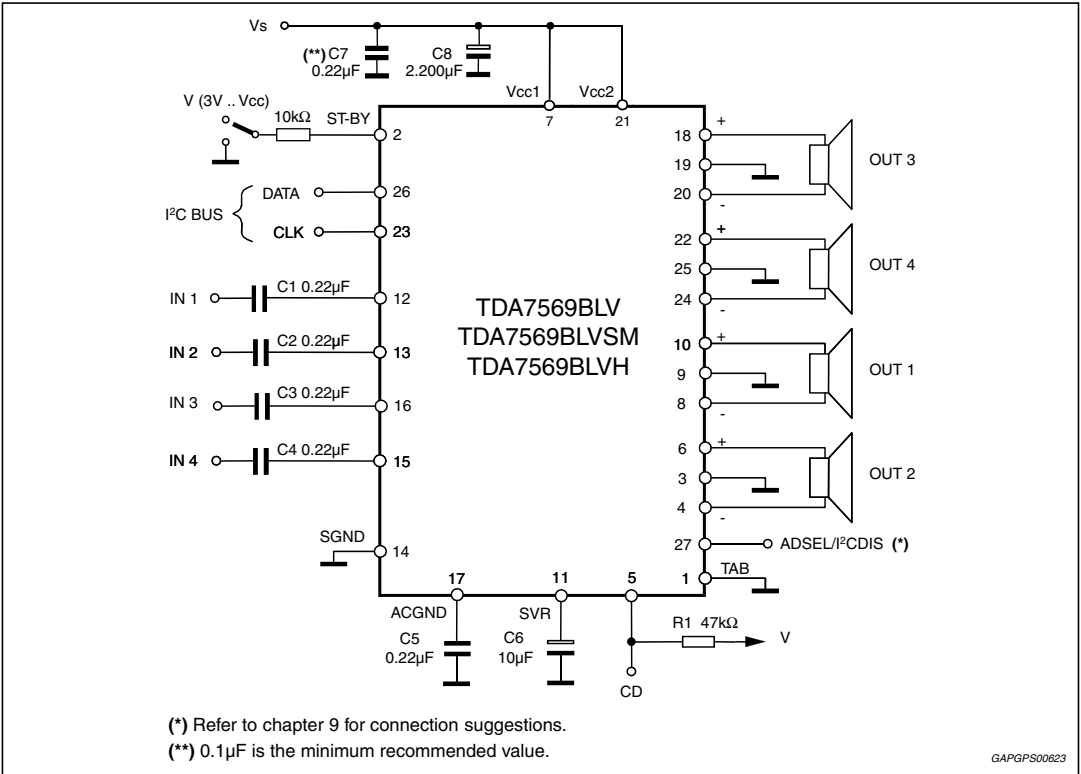 Vs
(**) C7
0.22µF
C8
2.200µF
Vcc1
Vcc2
7
21
V (3V .. Vcc)
10kΩ
ST-BY
2
I²C BUS
DATA
26
CLK
23
IN 1
C1 0.22µF
12
IN 2
C2 0.22µF
13
IN 3
C3 0.22µF
16
IN 4
C4 0.22µF
15
SGND
14
TDA7569BLV
TDA7569BLVSM
TDA7569BLVH
18
+
19
20
-
OUT 3
22
+
25
24
-
OUT 4
10
+
9
8
-
OUT 1
6
+
3
4
-
OUT 2
27
ADSEL/I²CDIS (*)
1
TAB
17
11
5
ACGND
SVR
C5
0.22µF
C6
10µF
R1 47kΩ
V
CD
(*) Refer to chapter 9 for connection suggestions.
(**) 0.1µF is the minimum recommended value.
GAPGPS00623